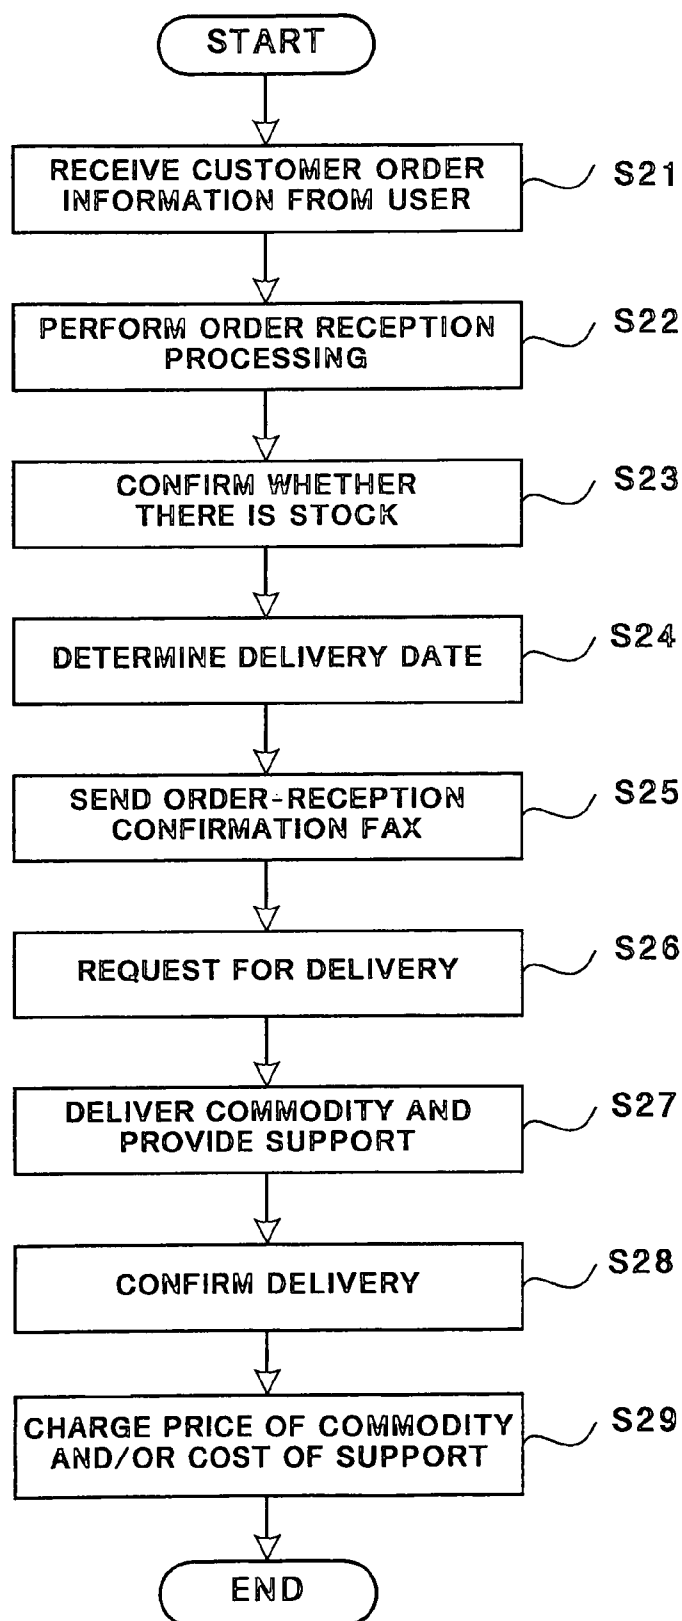 START
RECEIVE CUSTOMER ORDER
INFORMATION FROM USER
S21
PERFORM ORDER RECEPTION
PROCESSING
S22
CONFIRM WHETHER
THERE IS STOCK
S23
DETERMINE DELIVERY DATE
S24
SEND ORDER-RECEPTION
CONFIRMATION FAX
S25
REQUEST FOR DELIVERY
S26
DELIVER COMMODITY AND
PROVIDE SUPPORT
S27
CONFIRM DELIVERY
S28
CHARGE PRICE OF COMMODITY
AND/OR COST OF SUPPORT
S29
END